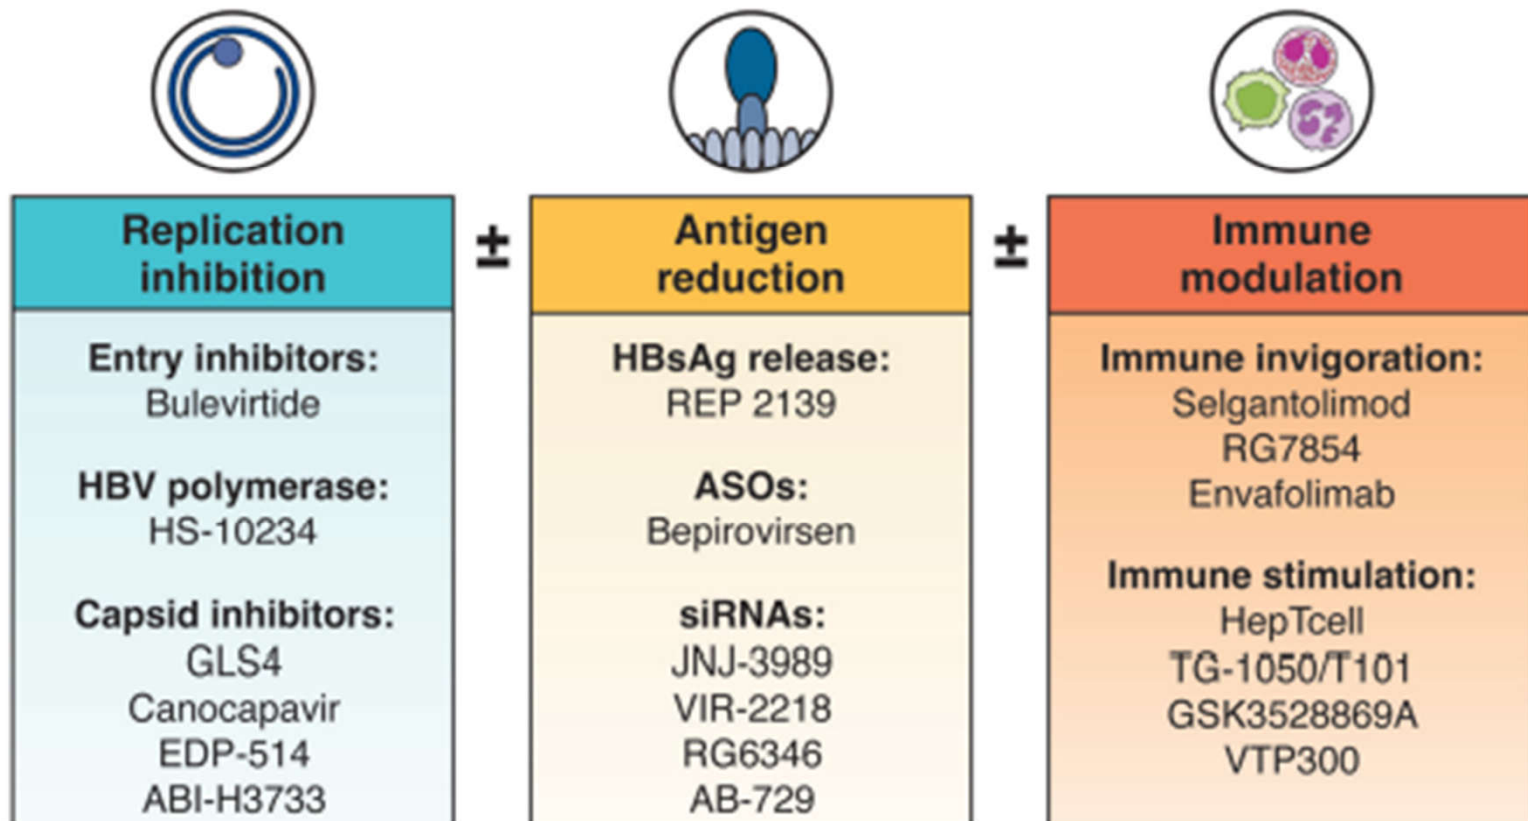 Replication
inhibition
Entry inhibitors:
Bulevirtide
HBV polymerase:
HS-10234
Capsid inhibitors:
GLS4
Canocapavir
EDP-514
ABI-H3733
±
Antigen
reduction
HBsAg release:
REP 2139
ASOs:
Bepirovirsen
siRNAs:
JNJ-3989
VIR-2218
RG6346
AB-729
±
Immune
modulation
Immune invigoration:
Selgantolimod
RG7854
Envafolimab
Immune stimulation:
HepTcell
TG-1050/T101
GSK3528869A
VTP300